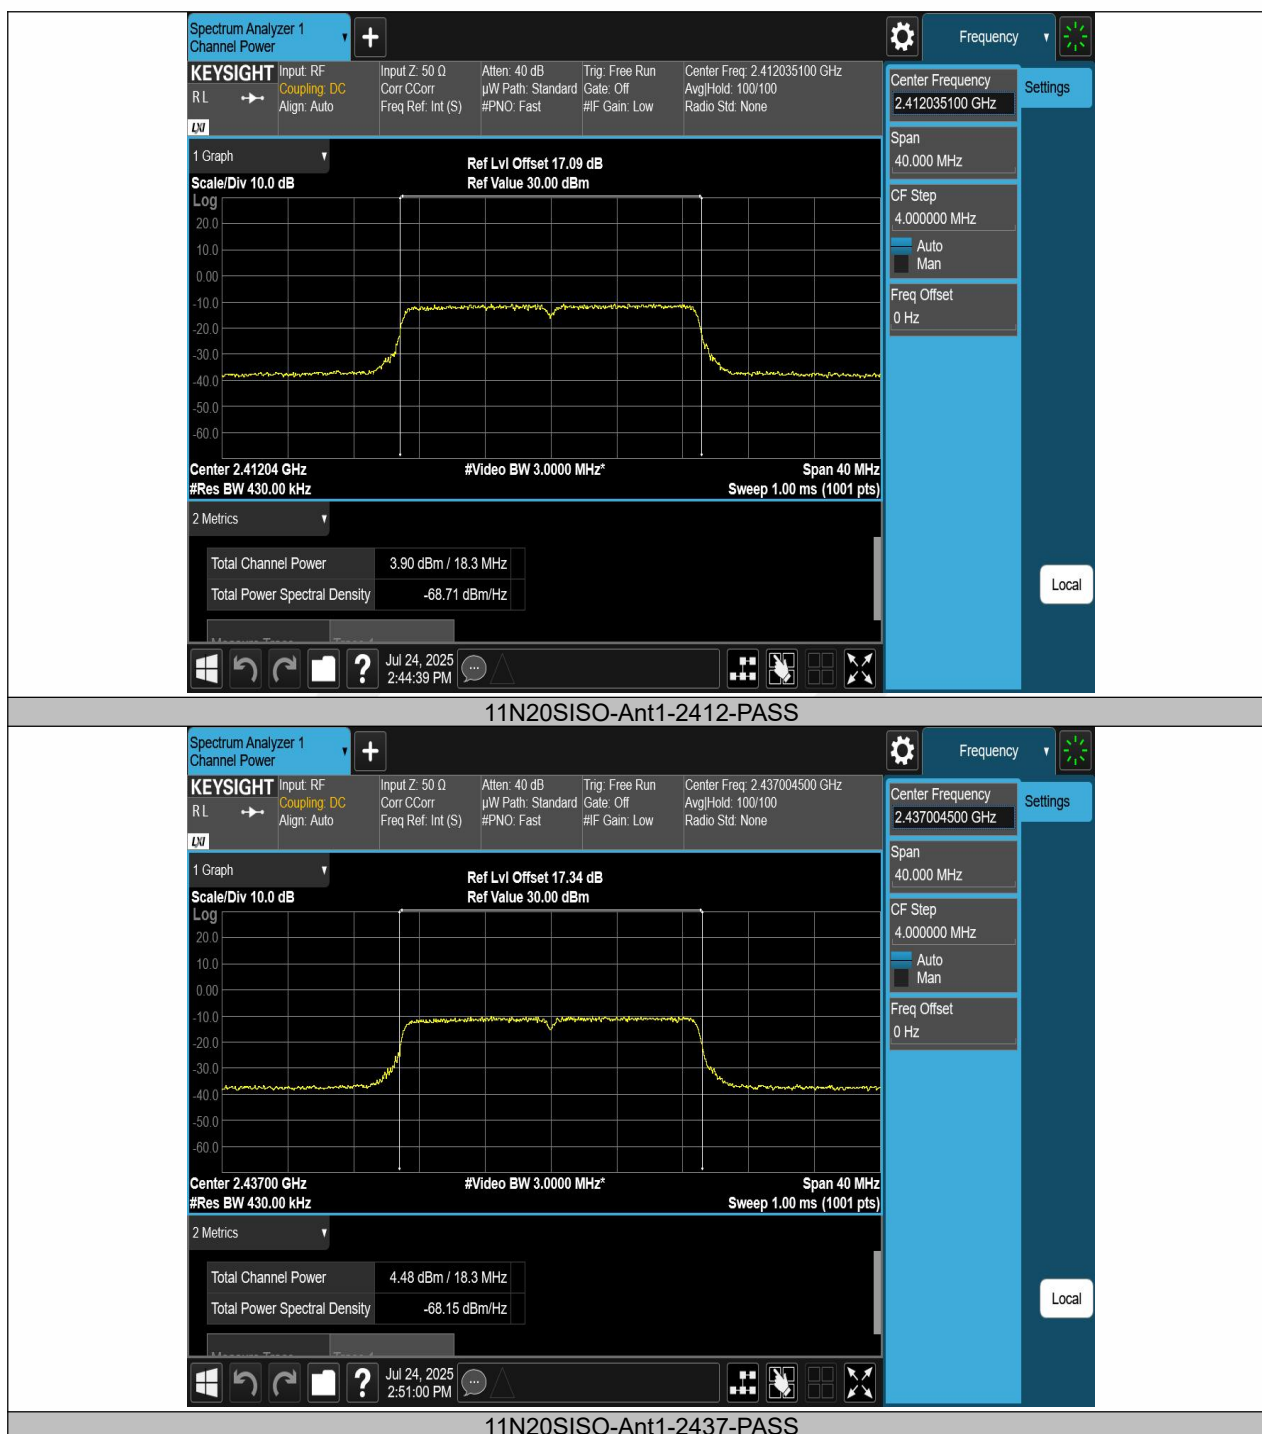 Spectrum Analyzer 1
Channel Power
+
Frequency
KEYSIGHT
RL
LXI
Input: RF
Coupling: DC
Align: Auto
Input Z: 50 Ω
Corr CCorr
Freq Ref: Int (S)
Atten: 40 dB
µW Path: Standard
#PNO: Fast
Trig: Free Run
Gate: Off
#IF Gain: Low
Center Freq: 2.412035100 GHz
Avg|Hold: 100/100
Radio Std: None
Center Frequency
2.412035100 GHz
Settings
Span
40.000 MHz
CF Step
4.000000 MHz
Auto
Man
Freq Offset
0 Hz
1 Graph
Ref Lvl Offset 17.09 dB
Scale/Div 10.0 dB
Ref Value 30.00 dBm
Log
20.0
10.0
0.00
-10.0
-20.0
-30.0
-40.0
-50.0
-60.0
Center 2.41204 GHz
#Video BW 3.0000 MHz*
Span 40 MHz
#Res BW 430.00 kHz
Sweep 1.00 ms (1001 pts)
2 Metrics
Total Channel Power 3.90 dBm / 18.3 MHz
Total Power Spectral Density -68.71 dBm/Hz
Local
?
Jul 24, 2025
2:44:39 PM
11N20SISO-Ant1-2412-PASS
Spectrum Analyzer 1
Channel Power
+
Frequency
KEYSIGHT
RL
LXI
Input: RF
Coupling: DC
Align: Auto
Input Z: 50 Ω
Corr CCorr
Freq Ref: Int (S)
Atten: 40 dB
µW Path: Standard
#PNO: Fast
Trig: Free Run
Gate: Off
#IF Gain: Low
Center Freq: 2.437004500 GHz
Avg|Hold: 100/100
Radio Std: None
Center Frequency
2.437004500 GHz
Settings
Span
40.000 MHz
CF Step
4.000000 MHz
Auto
Man
Freq Offset
0 Hz
1 Graph
Ref Lvl Offset 17.34 dB
Scale/Div 10.0 dB
Ref Value 30.00 dBm
Log
20.0
10.0
0.00
-10.0
-20.0
-30.0
-40.0
-50.0
-60.0
Center 2.43700 GHz
#Video BW 3.0000 MHz*
Span 40 MHz
#Res BW 430.00 kHz
Sweep 1.00 ms (1001 pts)
2 Metrics
Total Channel Power 4.48 dBm / 18.3 MHz
Total Power Spectral Density -68.15 dBm/Hz
Local
?
Jul 24, 2025
2:51:00 PM
11N20SISO-Ant1-2437-PASS